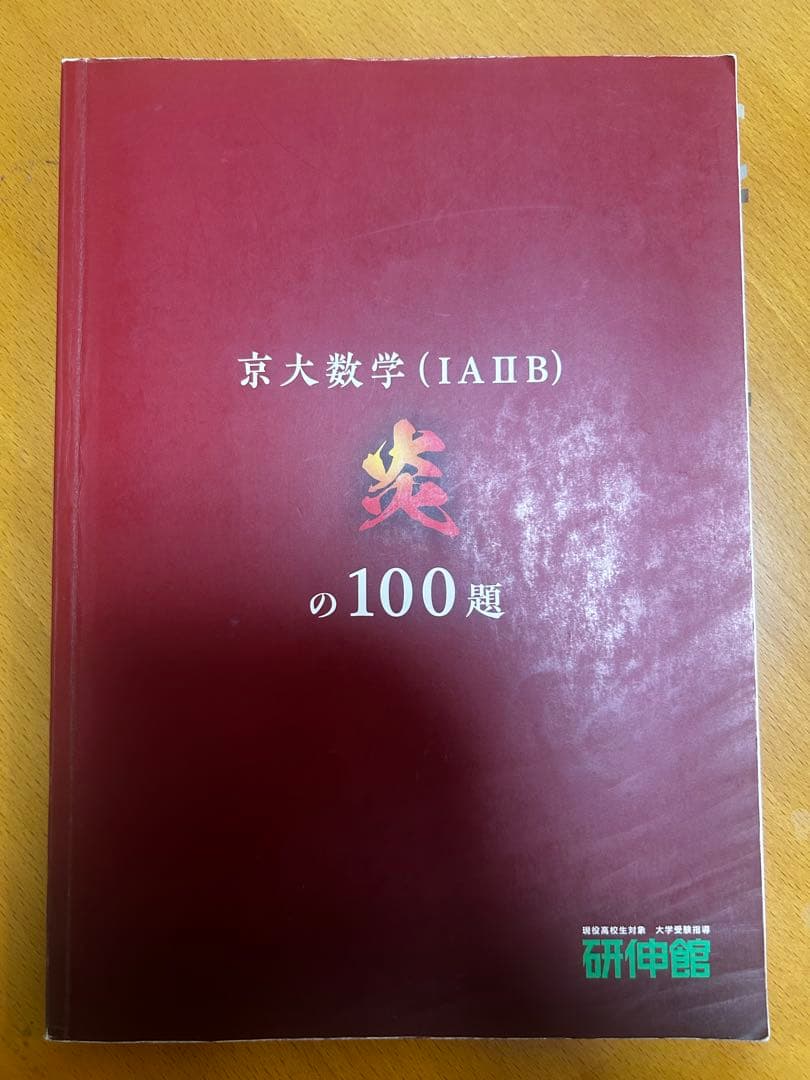 京大数学(ⅠAⅡB)
炎
の100題
現役高校生対象 大学受験指導
研伸館